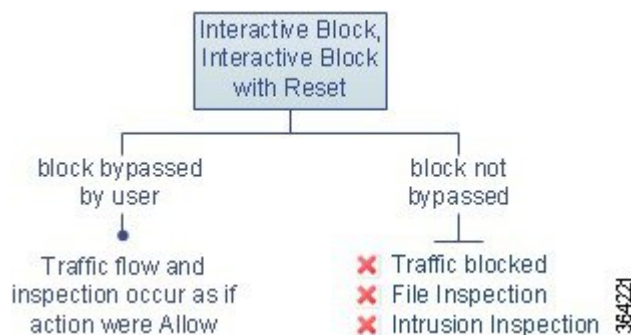 Interactive Block,
Interactive Block
with Reset
block bypassed
by user
block not
bypassed
Traffic flow and
inspection occur as if
action were Allow
Traffic blocked
File Inspection
Intrusion Inspection
364221